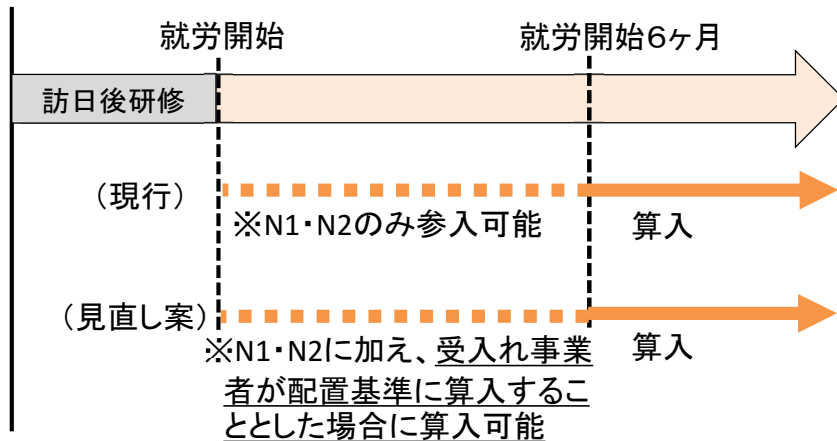 就労開始
就労開始6ヶ月
訪日後研修
(現行)
※N1・N2のみ参入可能
算入
(見直し案)
※N1・N2に加え、受入れ事業
者が配置基準に算入するこ
ととした場合に算入可能
算入